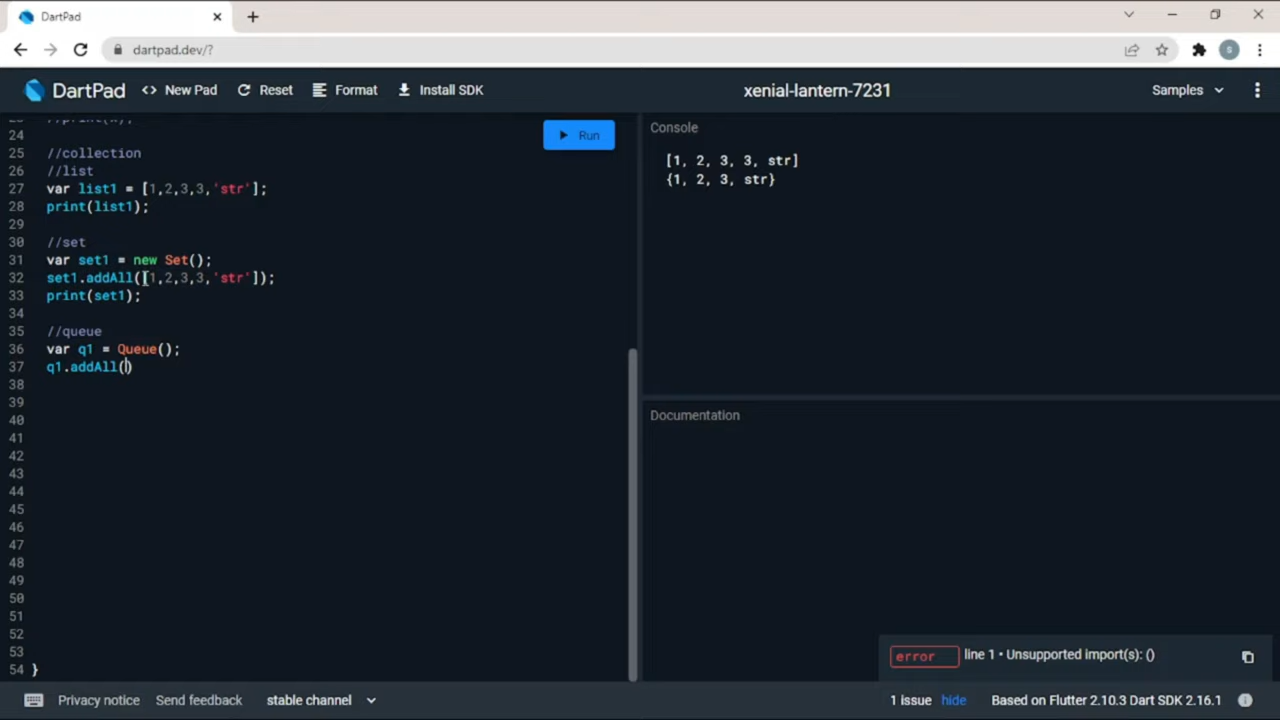 DartPad
dartpad.dev/?
S
DartPad
New Pad
Reset
Format
Install SDK
xenial-lantern-7231
Samples
24
25 //collection
26 //list
27 var list1 = [1,2,3,3,'str'];
28 print(list1);
29
30 //set
31 var set1 = new Set();
32 set1.addAll([1,2,3,3,'str']);
33 print(set1);
34
35 //queue
36 var q1 = Queue();
37 q1.addAll()
38
39
40
41
42
43
44
45
46
47
48
49
50
51
52
53
54 }
Run
Console
[1, 2, 3, 3, str]
{1, 2, 3, str}
Documentation
error line 1 • Unsupported import(s): ()
Privacy notice
Send feedback
stable channel
1 issue hide
Based on Flutter 2.10.3 Dart SDK 2.16.1